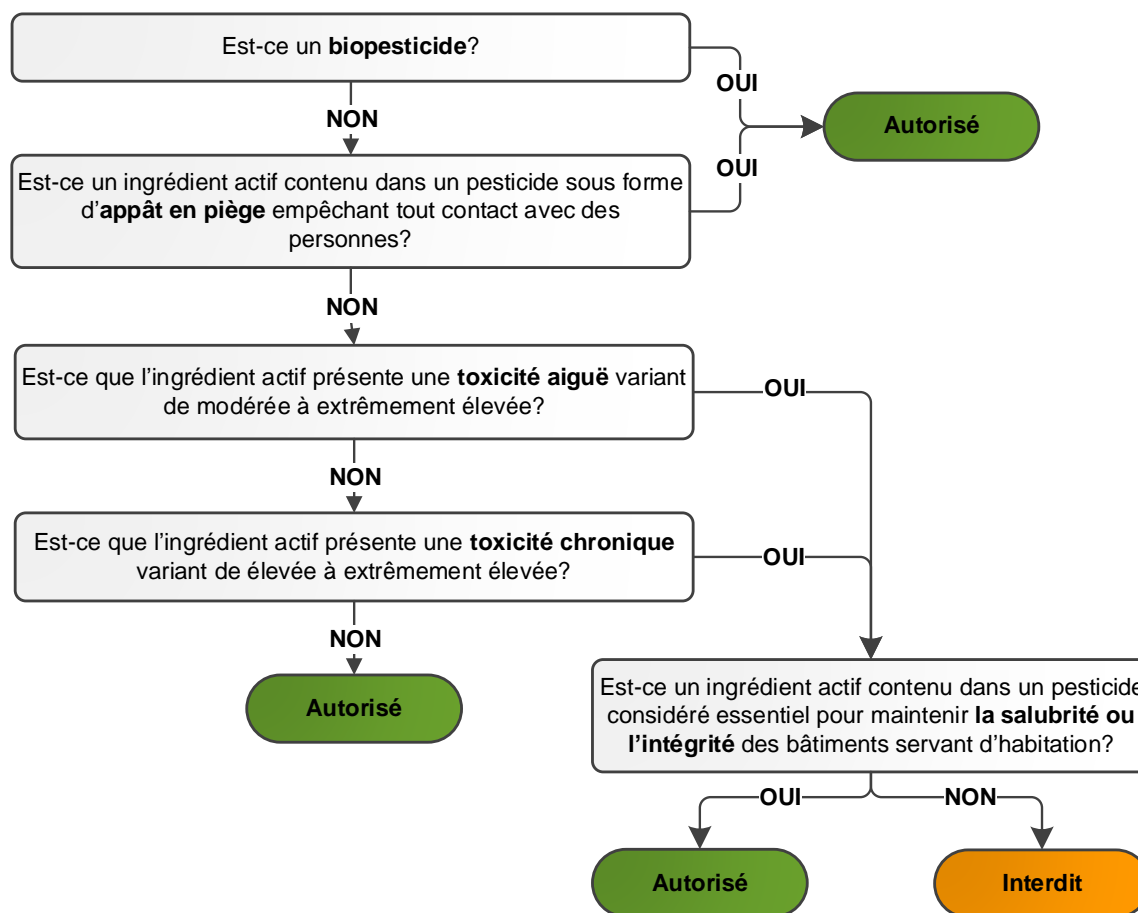 Est-ce un biopesticide?
OUI
NON
Autorisé
OUI
Est-ce un ingrédient actif contenu dans un pesticide sous forme
d'appât en piège empêchant tout contact avec des
personnes?
NON
Est-ce que l'ingrédient actif présente une toxicité aiguë variant
de modérée à extrêmement élevée?
OUI
NON
Est-ce que l'ingrédient actif présente une toxicité chronique
variant de élevée à extrêmement élevée?
OUI
NON
Autorisé
Est-ce un ingrédient actif contenu dans un pesticide
considéré essentiel pour maintenir la salubrité ou
l'intégrité des bâtiments servant d'habitation?
OUI
NON
Autorisé
Interdit